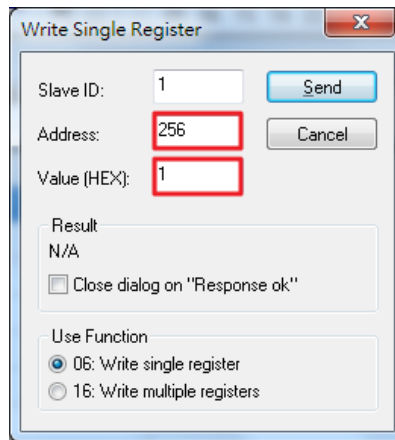 Write Single Register
Slave ID: 1 Send
Address: 256 Cancel
Value (HEX): 1
Result
N/A
Close dialog on "Response ok"
Use Function
06: Write single register
16: Write multiple registers